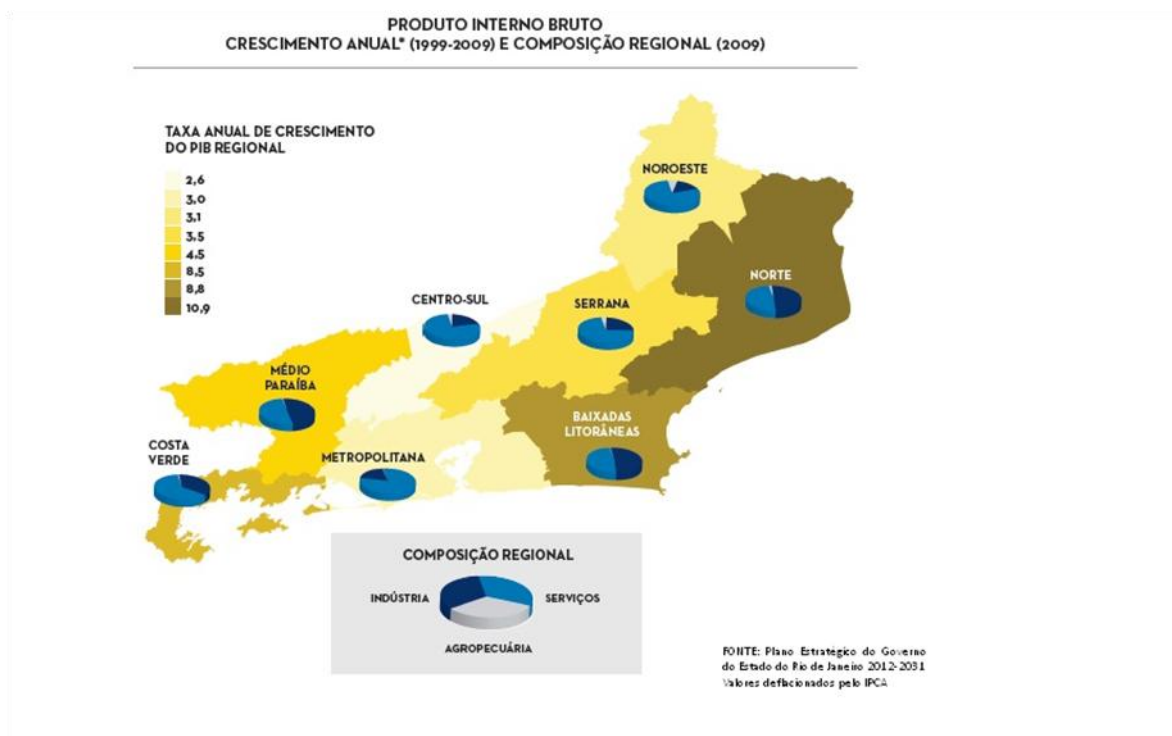 PRODUTO INTERNO BRUTO
CRESCIMENTO ANUAL* (1999-2009) E COMPOSIÇÃO REGIONAL (2009)
TAXA ANUAL DE CRESCIMENTO
DO PIB REGIONAL
2,6
3,0
3,1
3,5
4,5
8,5
8,8
10,9
NOROESTE
NORTE
CENTRO-SUL
SERRANA
MÉDIO
PARAÍBA
BAIXADAS
LITORÂNEAS
COSTA
VERDE
METROPOLITANA
COMPOSIÇÃO REGIONAL
INDÚSTRIA
SERVIÇOS
AGROPECUÁRIA
FONTE: Plano Estratégico do Governo
do Estado do Rio de Janeiro 2012-2031
Valores deflacionados pelo IPCA